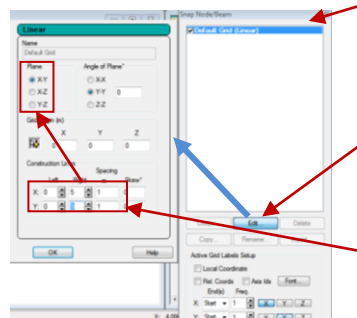 Snap Node/Beam
Linear
Default Grid (Linear)
Name
Default Grid
Plane
Angle of Plane°
X-Y
X-X
X-Z
Y-Y 0
Y-Z
Z-Z
X Y Z
0 0 0
Construction Lines
Spacing
Left
X: 0 5 1
Y: 0 1
Edit... Delete
Copy... Rename...
OK Help
Active Grid Labels Setup
Local Coordinate
Rel. Coords Axis Ids Font...
End(s) Freq.
X: Start 1 X Y Z
Y: Start 1 X Y Z